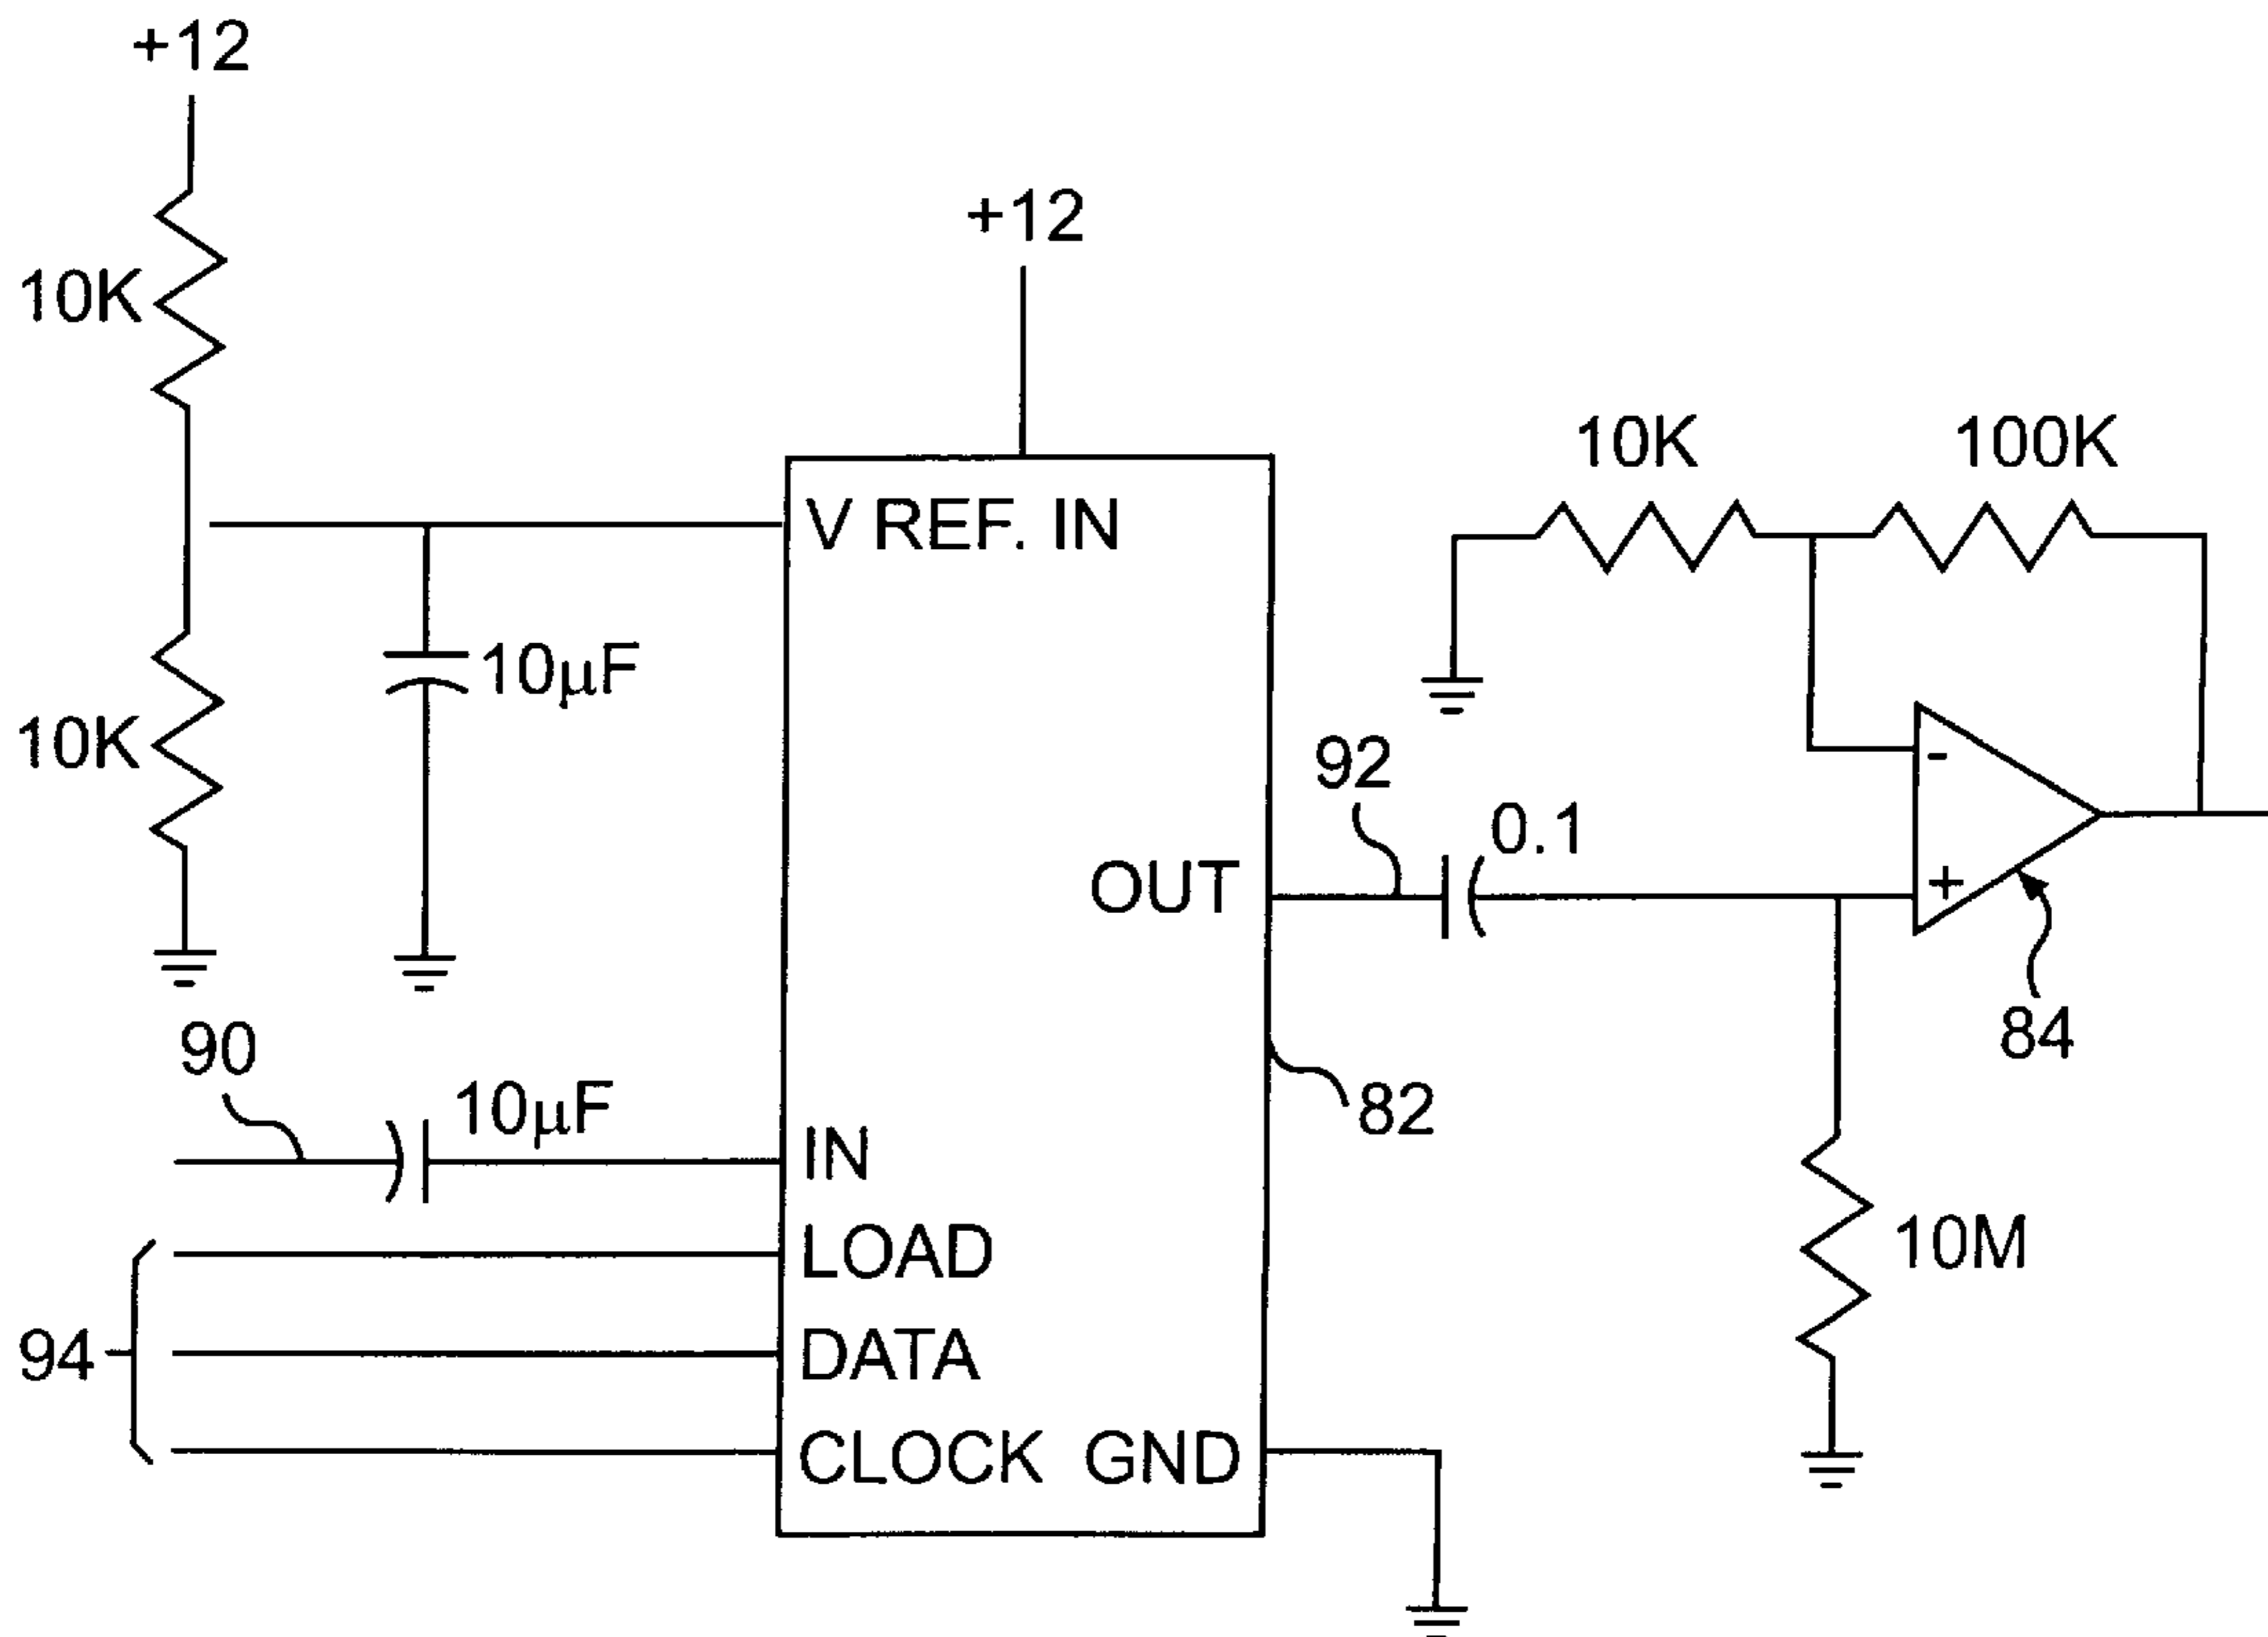 +12
10K
+12
V REF. IN
10K
100K
10µF
10K
92
0.1
-
OUT
+
84
90
10µF
82
IN
LOAD
10M
94
DATA
CLOCK GND